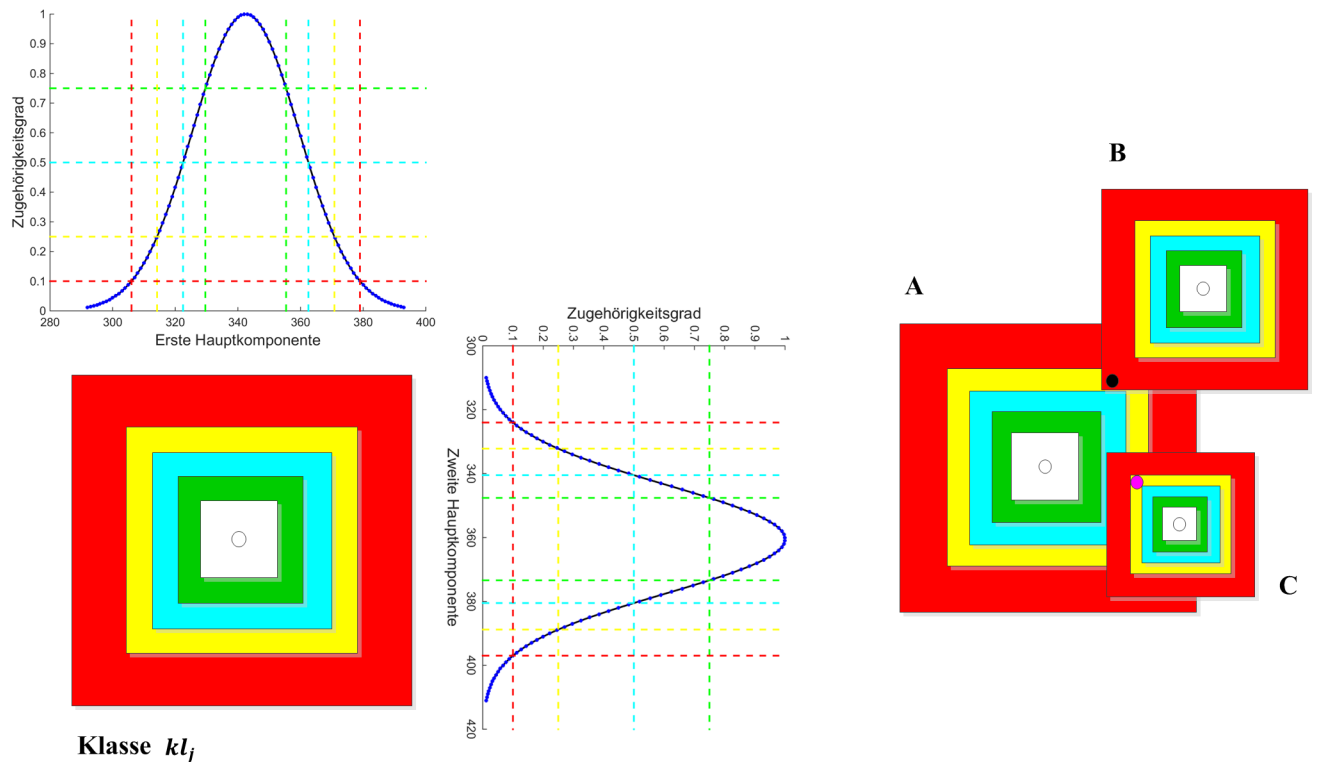 1
0.9
0.8
0.7
0.6
0.5
0.4
0.3
0.2
0.1
0
Zugehörigkeitsgrad
280 300 320 340 360 380 400
Erste Hauptkomponente
Zugehörigkeitsgrad
0 0.1 0.2 0.3 0.4 0.5 0.6 0.7 0.8 0.9 1
300
320
340
360
380
400
420
Zweite Hauptkomponente
Klasse klj
A
B
C